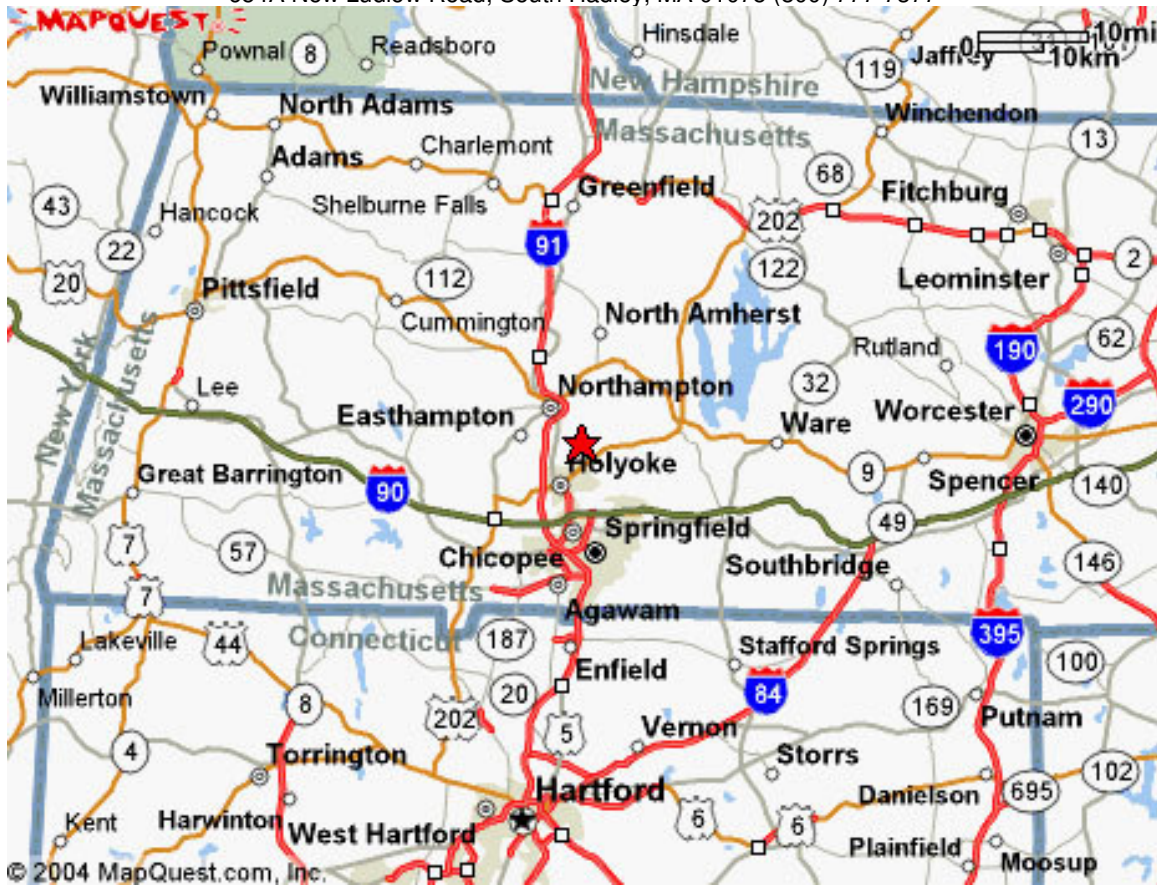 MAPQUEST
Pownal
8
Readsboro
Hinsdale
119
Jaffrey
0
10mi
10km
Williamstown
North Adams
New Hampshire
Massachusetts
Winchendon
13
Adams
Charlemont
68
Fitchburg
43
Hancock
Shelburne Falls
Greenfield
202
22
91
122
2
20
112
Leominster
Pittsfield
North Amherst
Cummington
62
Rutland
190
New York
Massachusetts
Lee
Northampton
32
290
Easthampton
Ware
Worcester
Holyoke
9
Spencer
Great Barrington
90
140
7
57
Springfield
49
Chicopee
Southbridge
146
7
Massachusetts
Agawam
Connecticut
187
395
Lakeville
44
Stafford Springs
100
Enfield
84
Millerton
8
20
169
202
5
Vernon
Putnam
4
Torrington
Storrs
102
Hartford
Danielson
695
Kent
Harwinton
West Hartford
6
6
Plainfield
Moosup
© 2004 MapQuest.com, Inc.